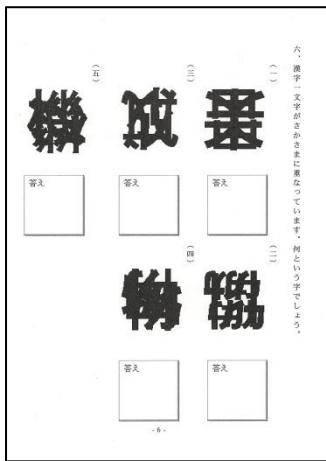 六、漢字一文字がさかさまに重なっています。何という字でしょう。
(一)
答え
(二)
答え
(三)
答え
(四)
答え
(五)
答え
- 6 -